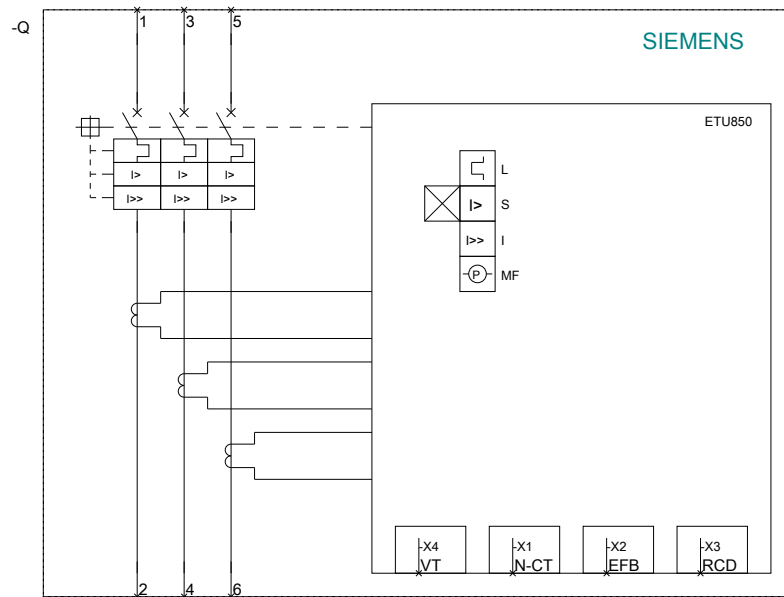 -Q
1 3 5
SIEMENS
ETU850
L
I> I> I>
I>> I>> I>>
I> S
I>> I
P MF
-X4 -X1 -X2 -X3
VT N-CT EFB RCD
2 4 6